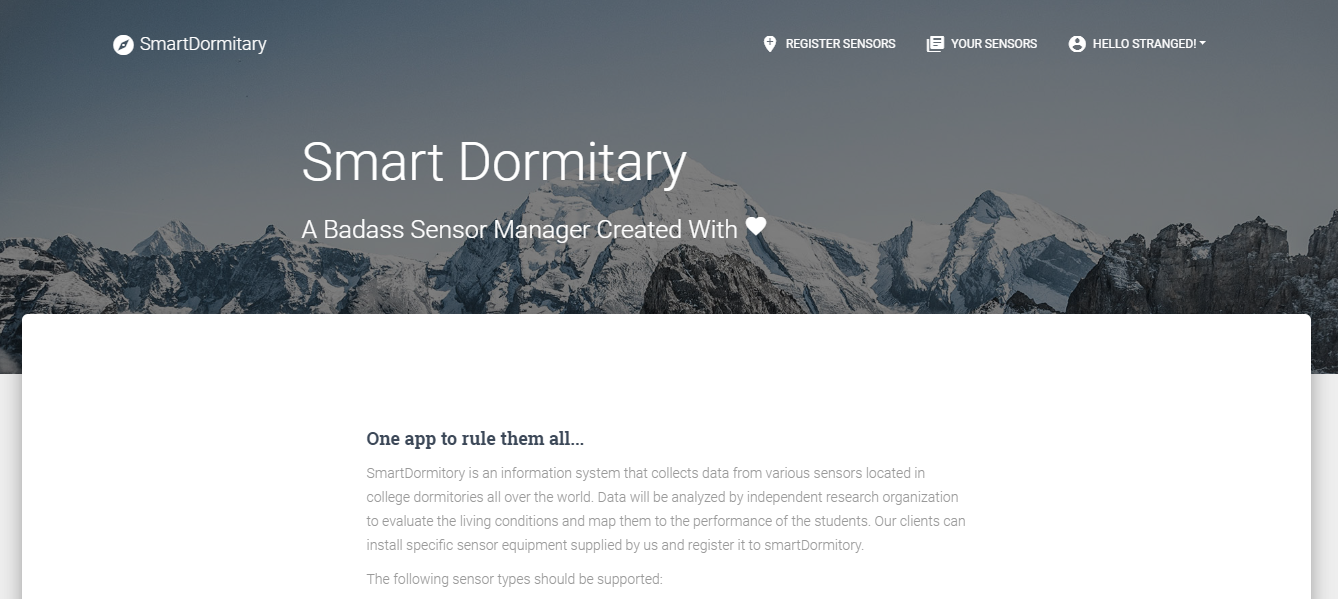 SmartDormitary
REGISTER SENSORS
YOUR SENSORS
HELLO STRANGED!
Smart Dormitary
A Badass Sensor Manager Created With
One app to rule them all...
SmartDormitory is an information system that collects data from various sensors located in
college dormitories all over the world. Data will be analyzed by independent research organization
to evaluate the living conditions and map them to the performance of the students. Our clients can
install specific sensor equipment supplied by us and register it to smartDormitory.
The following sensor types should be supported: